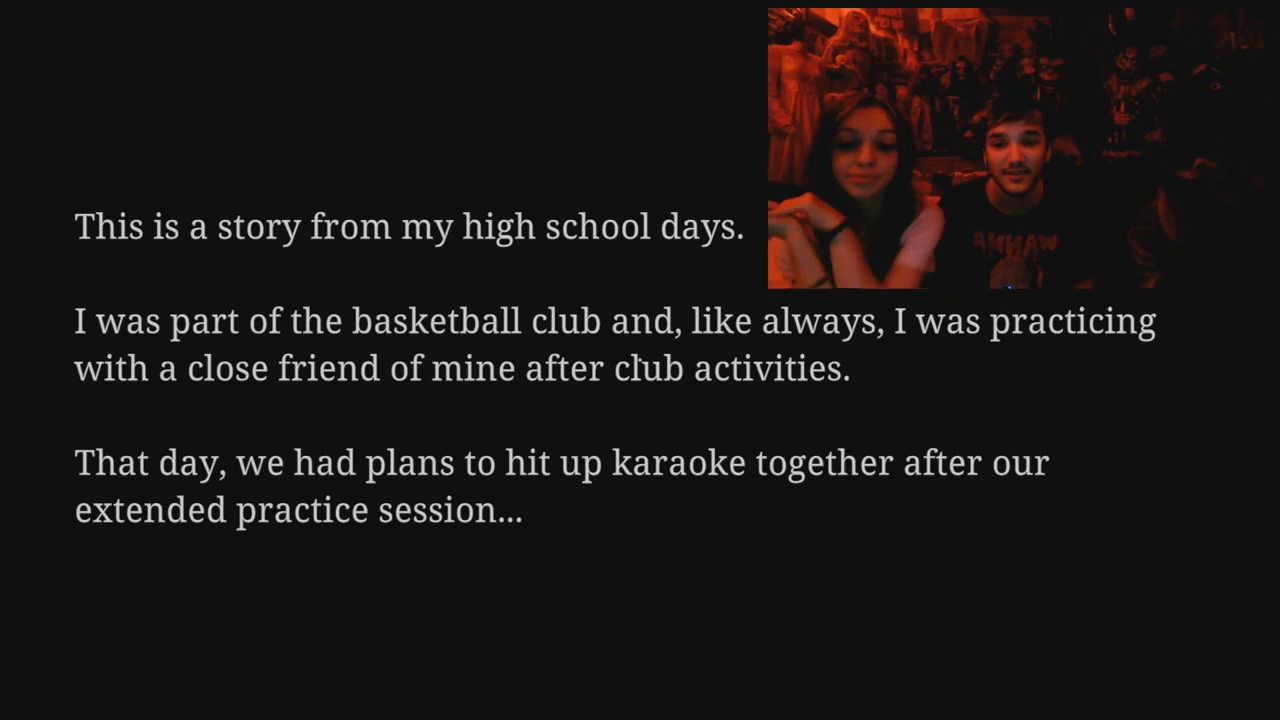 This is a story from my high school days.
I was part of the basketball club and, like always, I was practicing
with a close friend of mine after club activities.
That day, we had plans to hit up karaoke together after our
extended practice session...